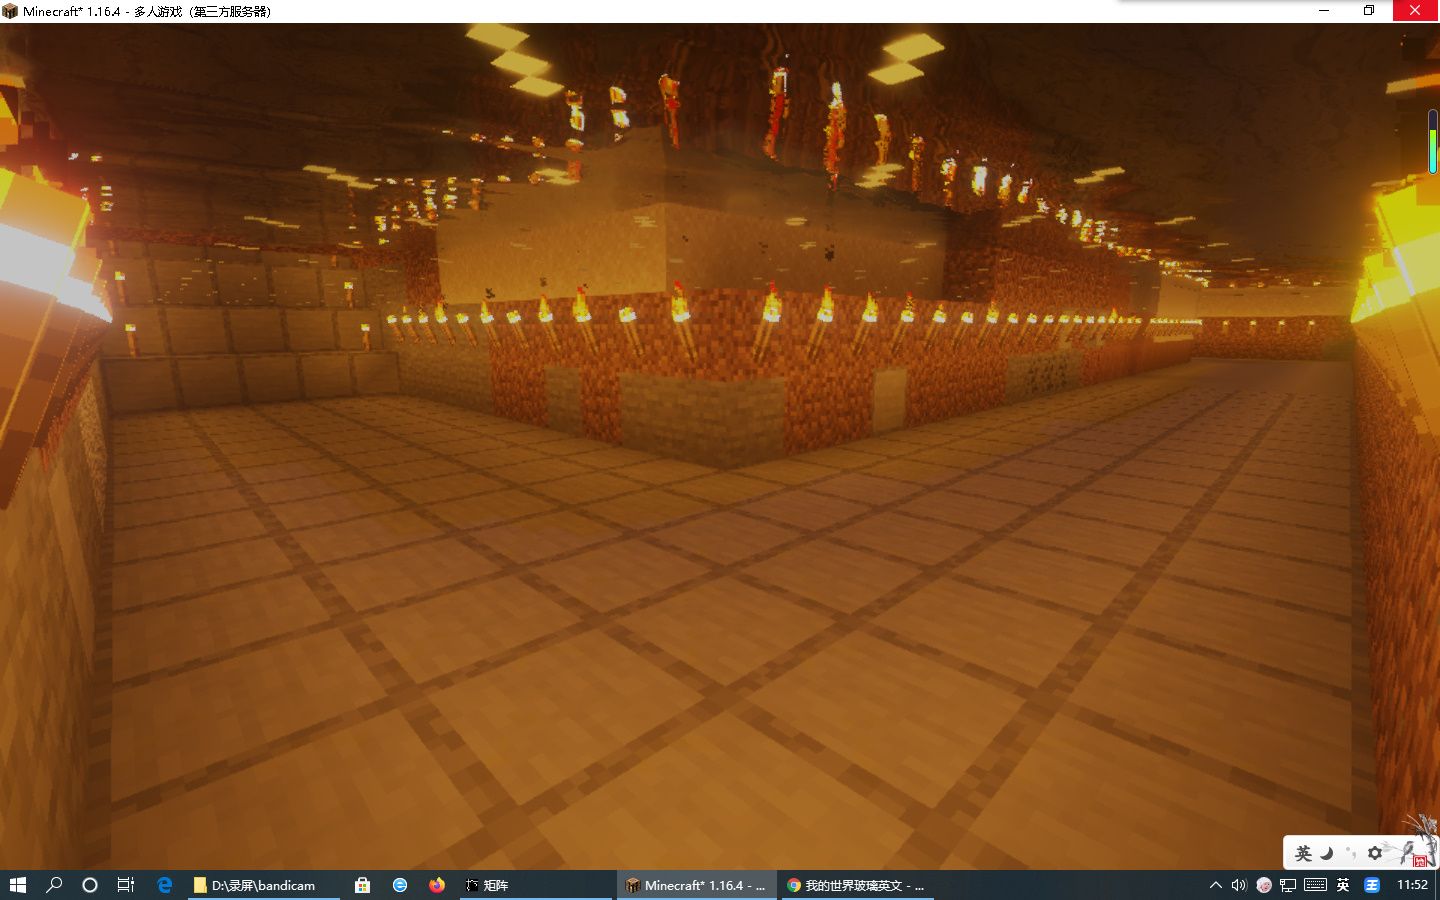 Minecraft* 1.16.4 - 多人游戏（第三方服务器）
英
D:\录屏\bandicam
矩阵
Minecraft* 1.16.4 - ...
我的世界玻璃英文 - ...
英
11:52